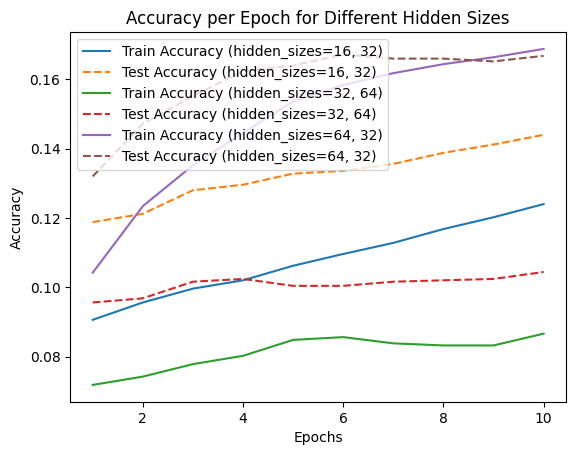 Accuracy per Epoch for Different Hidden Sizes
Train Accuracy (hidden_sizes=16, 32)
Test Accuracy (hidden_sizes=16, 32)
Train Accuracy (hidden_sizes=32, 64)
Test Accuracy (hidden_sizes=32, 64)
Train Accuracy (hidden_sizes=64, 32)
Test Accuracy (hidden_sizes=64, 32)
Accuracy
0.16
0.14
0.12
0.10
0.08
2
4
6
8
10
Epochs